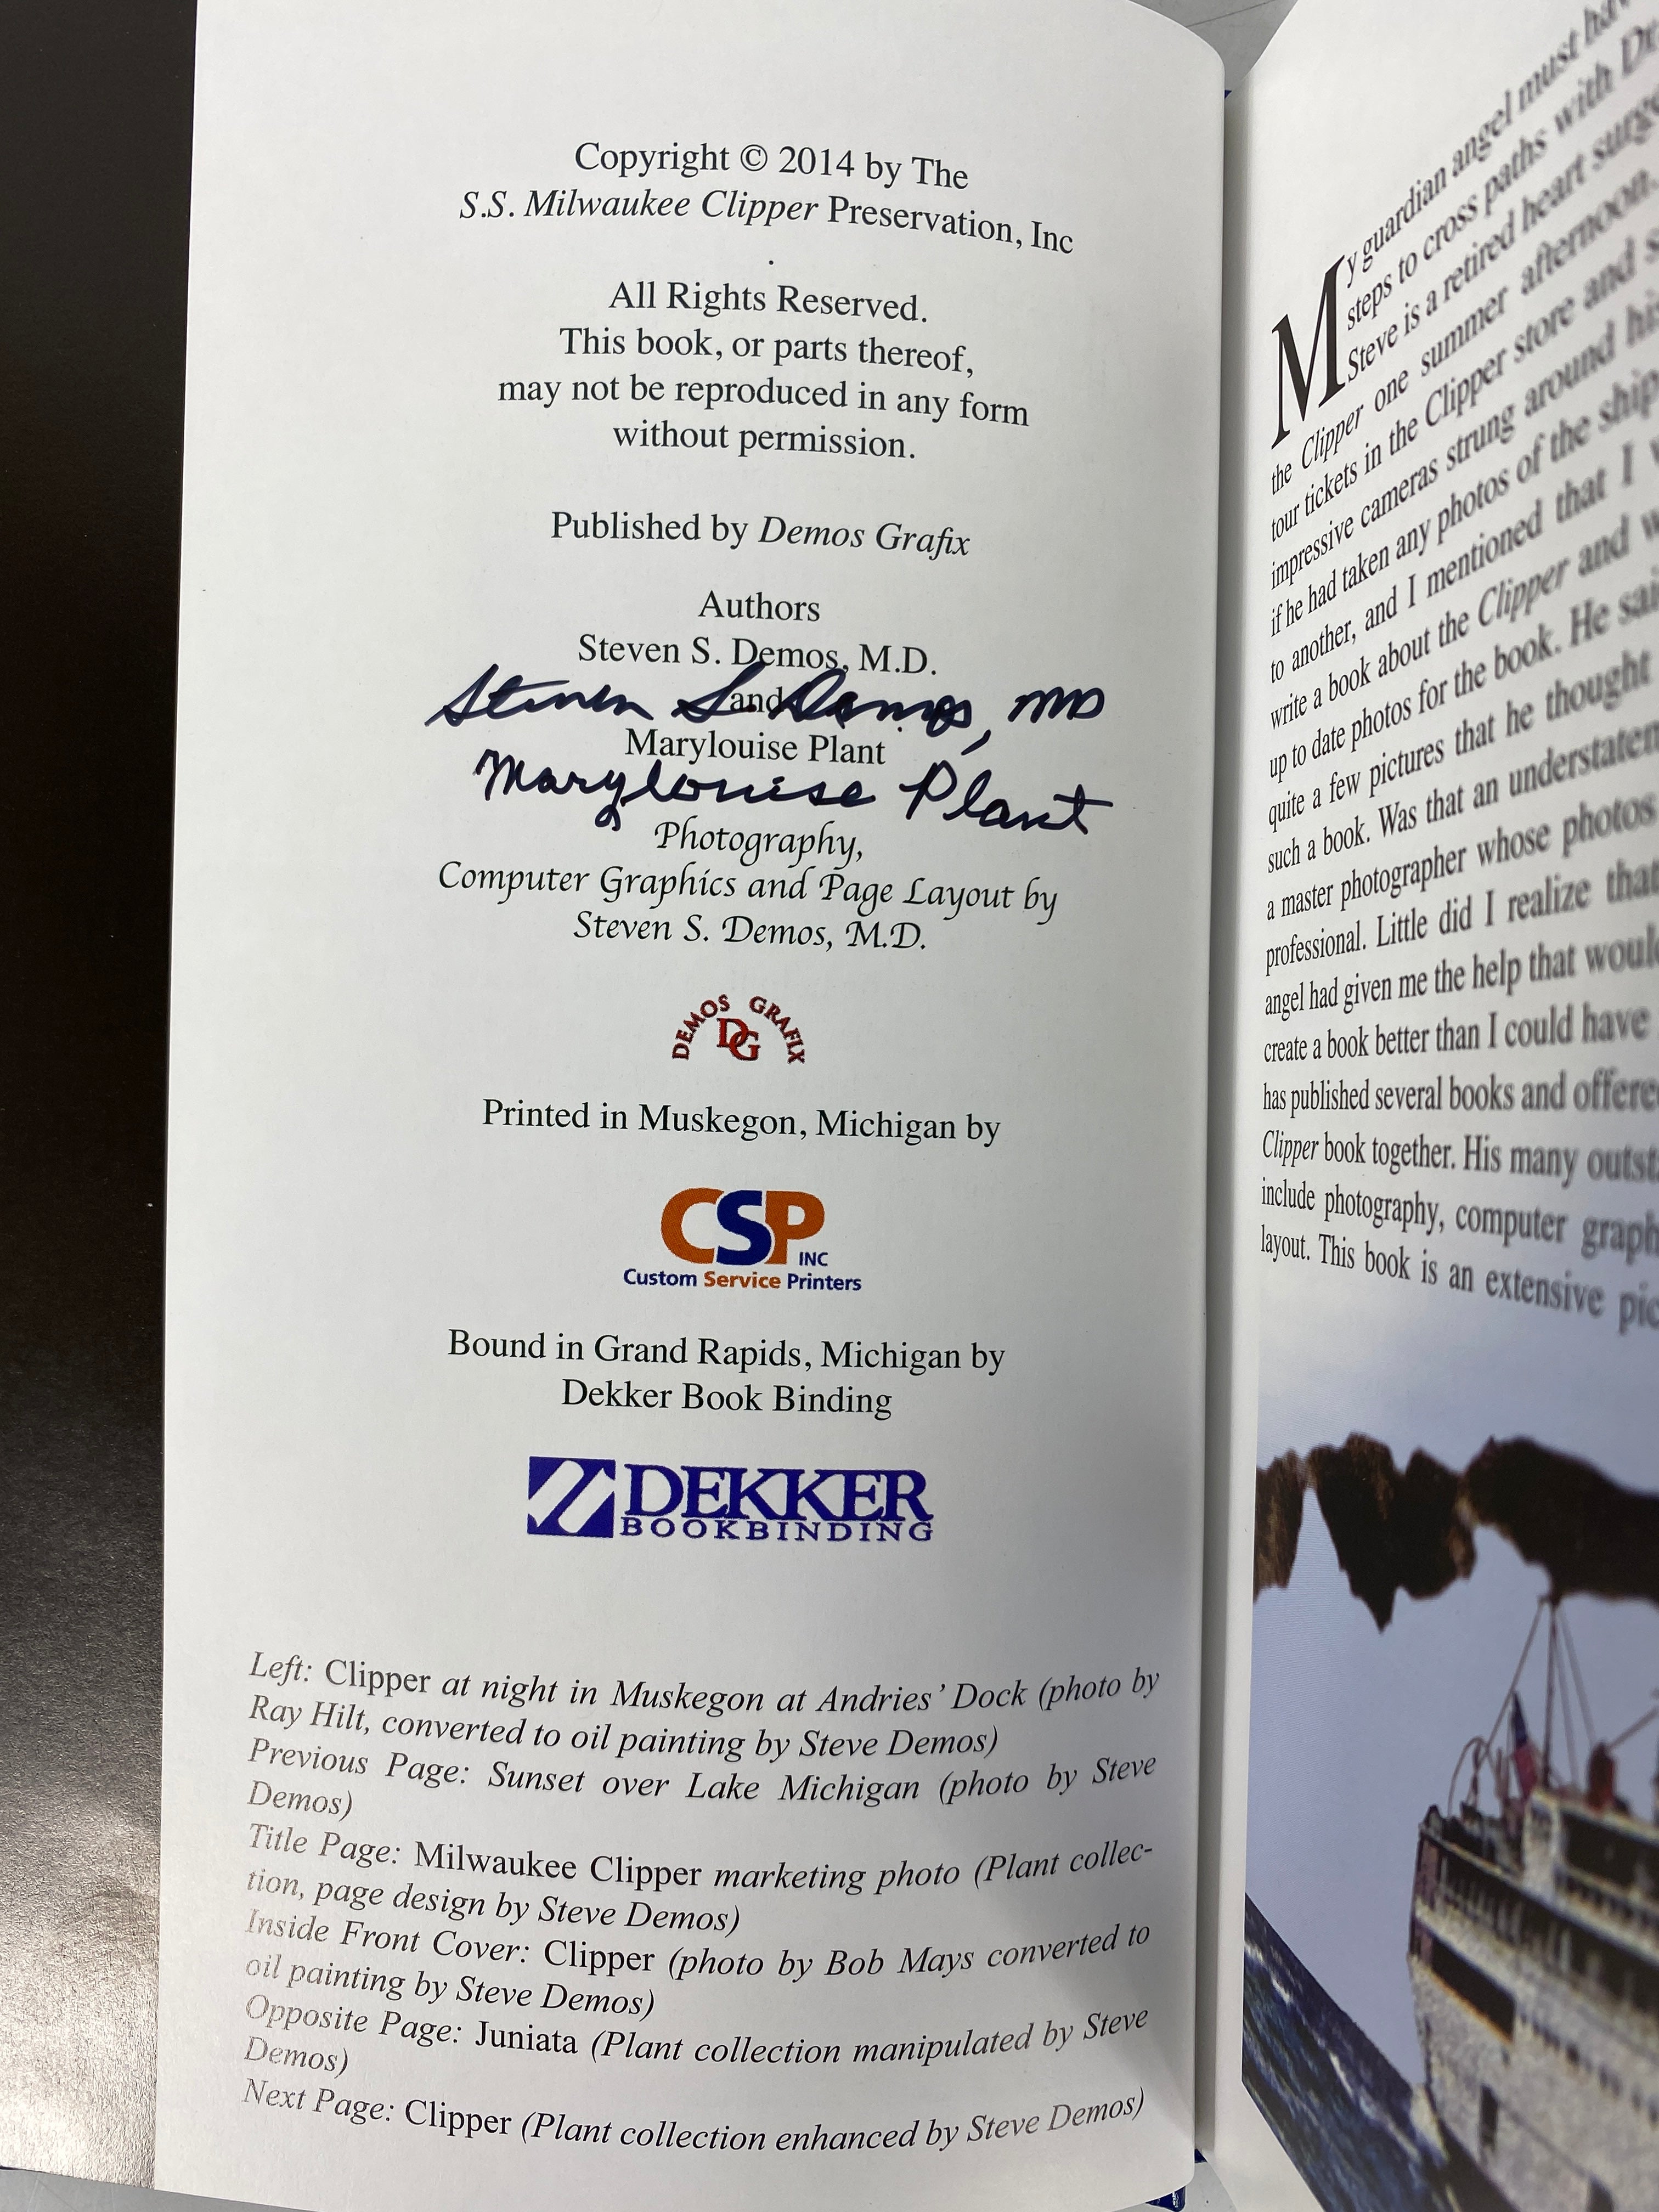 Copyright © 2014 by The
S.S. Milwaukee Clipper Preservation, Inc
.
All Rights Reserved.
This book, or parts thereof,
may not be reproduced in any form
without permission.
Published by Demos Grafix
Authors
Steven S. Demos, M.D.
and
Steven S. Demos, MD
Marylouise Plant
Marylouise Plant
Photography,
Computer Graphics and Page Layout by
Steven S. Demos, M.D.
DEMOS GRAFIX
DG
Printed in Muskegon, Michigan by
CSP
INC
Custom Service Printers
Bound in Grand Rapids, Michigan by
Dekker Book Binding
DEKKER
BOOKBINDING
Left: Clipper at night in Muskegon at Andries' Dock (photo by
Ray Hilt, converted to oil painting by Steve Demos)
Previous Page: Sunset over Lake Michigan (photo by Steve
Demos)
Title Page: Milwaukee Clipper marketing photo (Plant collec-
tion, page design by Steve Demos)
Inside Front Cover: Clipper (photo by Bob Mays converted to
oil painting by Steve Demos)
Opposite Page: Juniata (Plant collection manipulated by Steve
Demos)
Next Page: Clipper (Plant collection enhanced by Steve Demos)
My guardian angel must
steps to cross paths with Dr.
Steve is a retired heart
the Clipper one summer afternoon.
tour tickets in the Clipper store and
impressive cameras strung around
if he had taken any photos of the
to another, and I mentioned that I
write a book about the Clipper and
up to date photos for the book. He
quite a few pictures that he thought
such a book. Was that an
a master photographer whose photos
professional. Little did I realize that
angel had given me the help that
create a book better than I could have
has published several books and
Clipper book together. His many
include photography, computer
layout. This book is an extensive